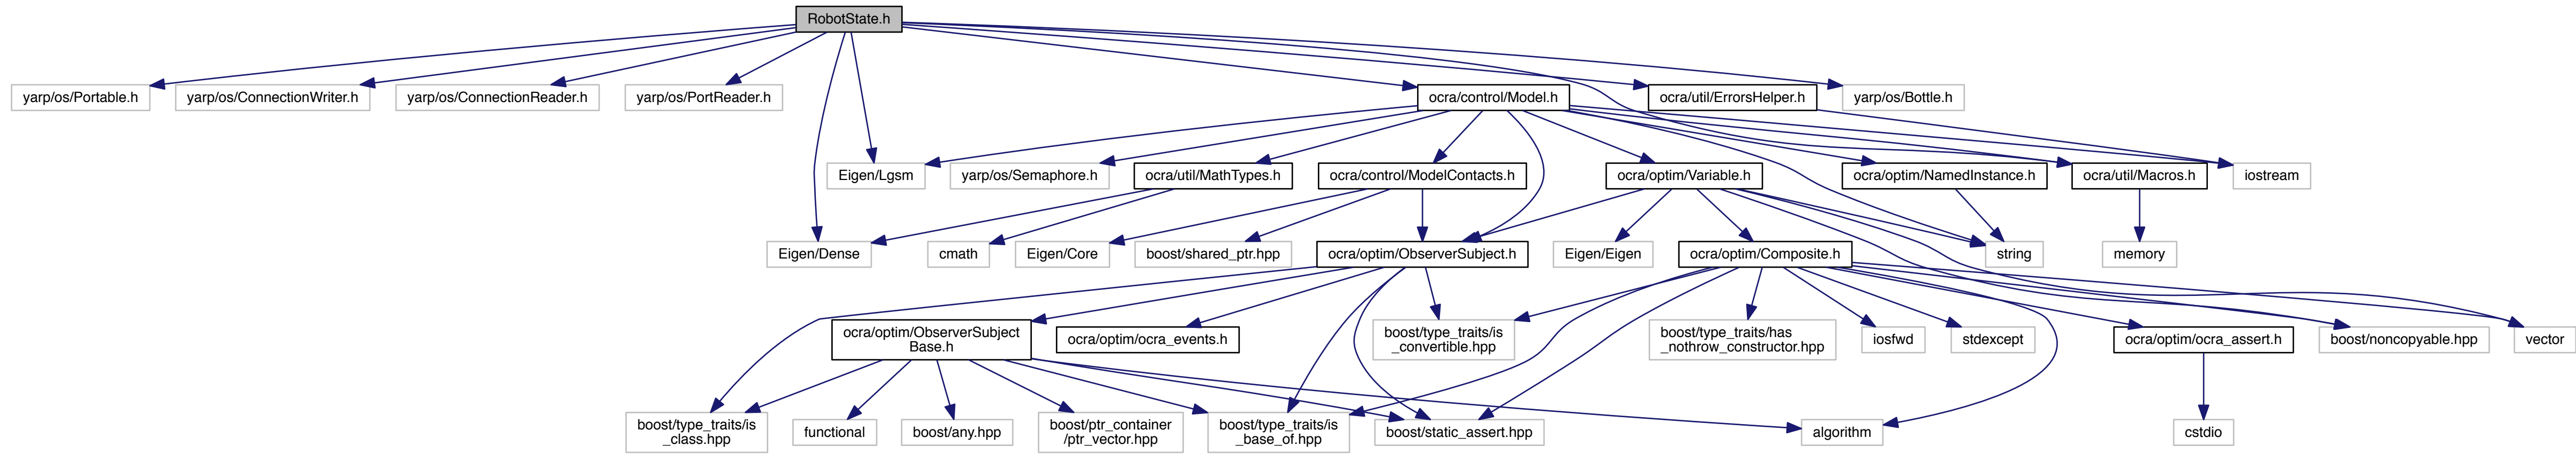 RobotState.h
yarp/os/Portable.h
yarp/os/ConnectionWriter.h
yarp/os/ConnectionReader.h
yarp/os/PortReader.h
ocra/control/Model.h
ocra/util/ErrorsHelper.h
yarp/os/Bottle.h
Eigen/Lgsm
yarp/os/Semaphore.h
ocra/util/MathTypes.h
ocra/control/ModelContacts.h
ocra/optim/Variable.h
ocra/optim/NamedInstance.h
ocra/util/Macros.h
iostream
Eigen/Dense
cmath
Eigen/Core
boost/shared_ptr.hpp
ocra/optim/ObserverSubject.h
Eigen/Eigen
ocra/optim/Composite.h
string
memory
ocra/optim/ObserverSubject
Base.h
ocra/optim/ocra_events.h
boost/type_traits/is
_convertible.hpp
boost/type_traits/has
_nothrow_constructor.hpp
iosfwd
stdexcept
ocra/optim/ocra_assert.h
boost/noncopyable.hpp
vector
boost/type_traits/is
_class.hpp
functional
boost/any.hpp
boost/ptr_container
/ptr_vector.hpp
boost/type_traits/is
_base_of.hpp
boost/static_assert.hpp
algorithm
cstdio